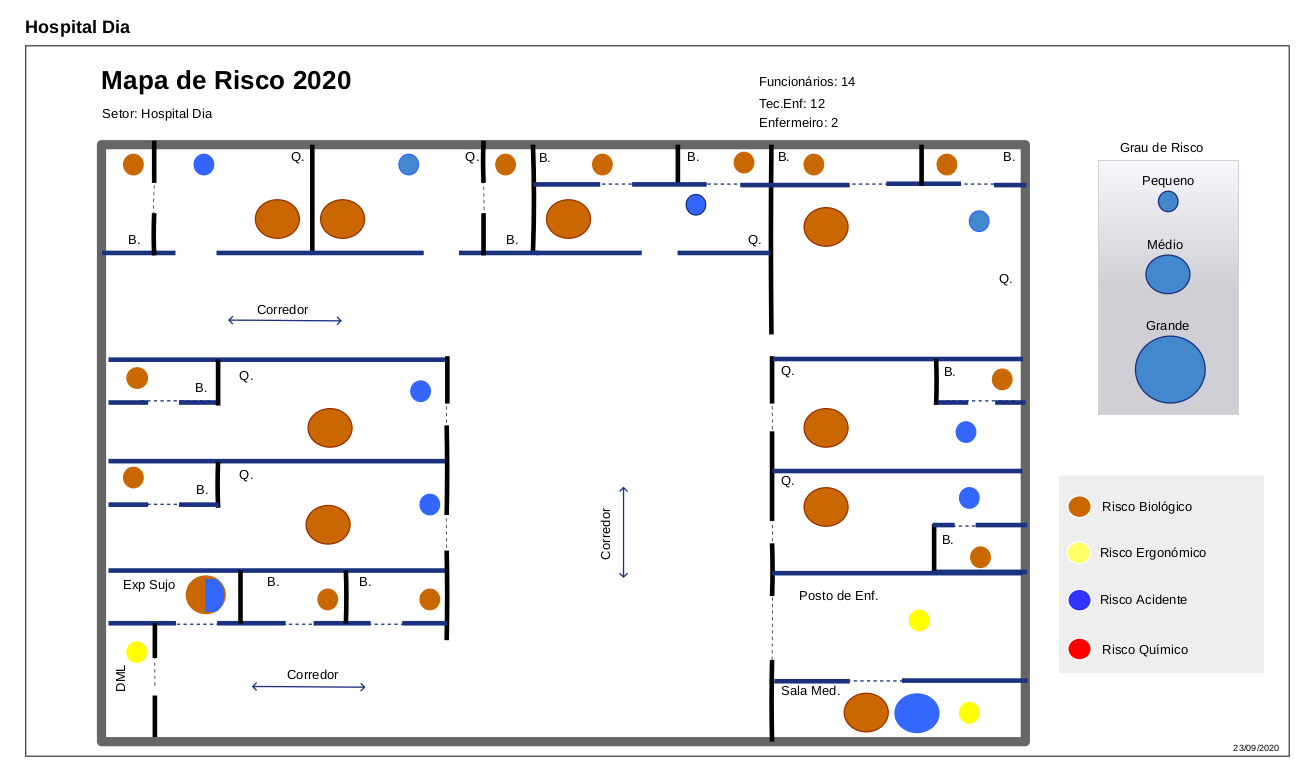 Hospital Dia
Mapa de Risco 2020
Setor: Hospital Dia
Funcionários: 14
Tec.Enf: 12
Enfermeiro: 2
Q.
Q.
B.
B.
B.
B.
B.
B.
Q.
Q.
Corredor
B.
Q.
Q.
B.
B.
Q.
Q.
B.
Corredor
Exp Sujo
B.
B.
Posto de Enf.
DML
Corredor
Sala Med.
Grau de Risco
Pequeno
Médio
Grande
Risco Biológico
Risco Ergonómico
Risco Acidente
Risco Químico
23/09/2020